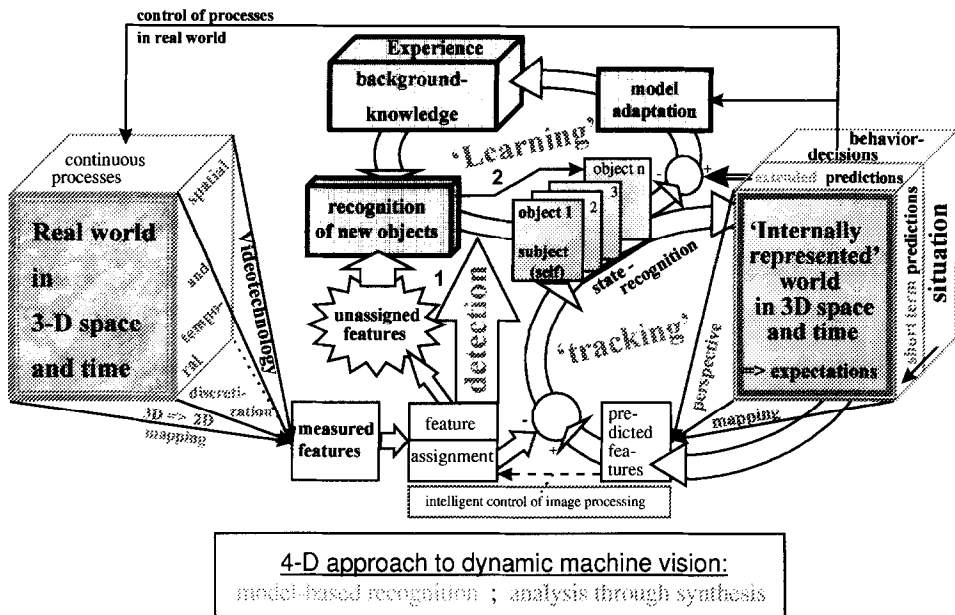 control of processes
in real world
Experience
background-
knowledge
model
adaptation
'Learning'
behavior-
decisions
extended predictions
short term predictions
situation
continuous
processes
spatial
and
tempo-
ral
discreti-
zation
Videotechnology
3D => 2D
mapping
Real world
in
3-D space
and time
recognition
of new objects
2
object n
3
2
object 1
subject
(self)
-
+
state -
recognition
'Internally
represented'
world
in 3D space
and time
=> expectations
1
unassigned
features
detection
'tracking'
perspective
mapping
measured
features
feature
assignment
-
+
pre-
dicted
fea-
tures
intelligent control of image processing
4-D approach to dynamic machine vision:
model-based recognition ; analysis through synthesis